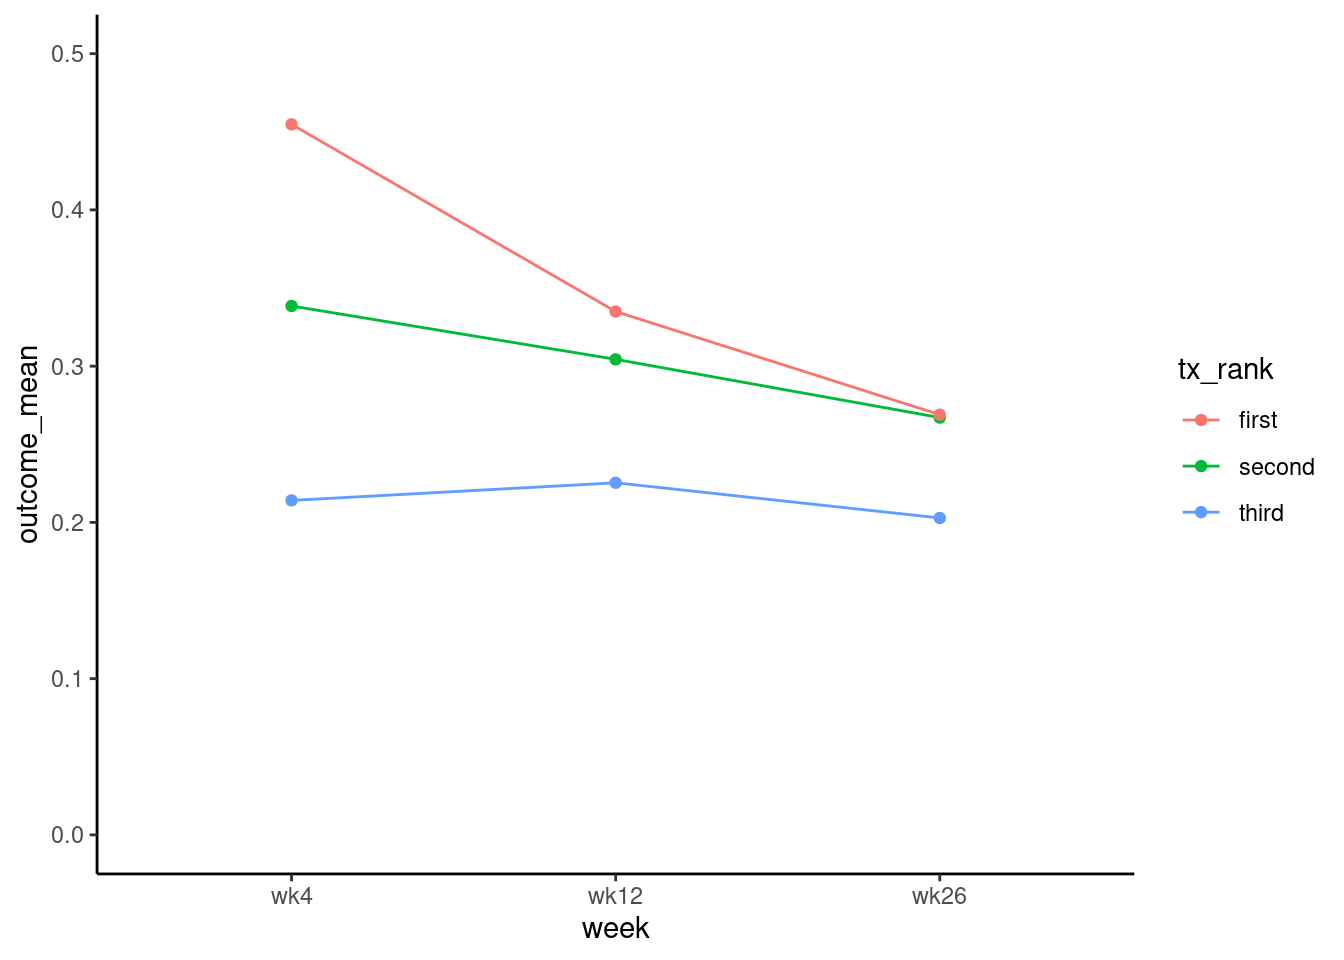 0.5
0.4
0.3
0.2
0.1
0.0
outcome_mean
wk4
wk12
wk26
week
tx_rank
first
second
third